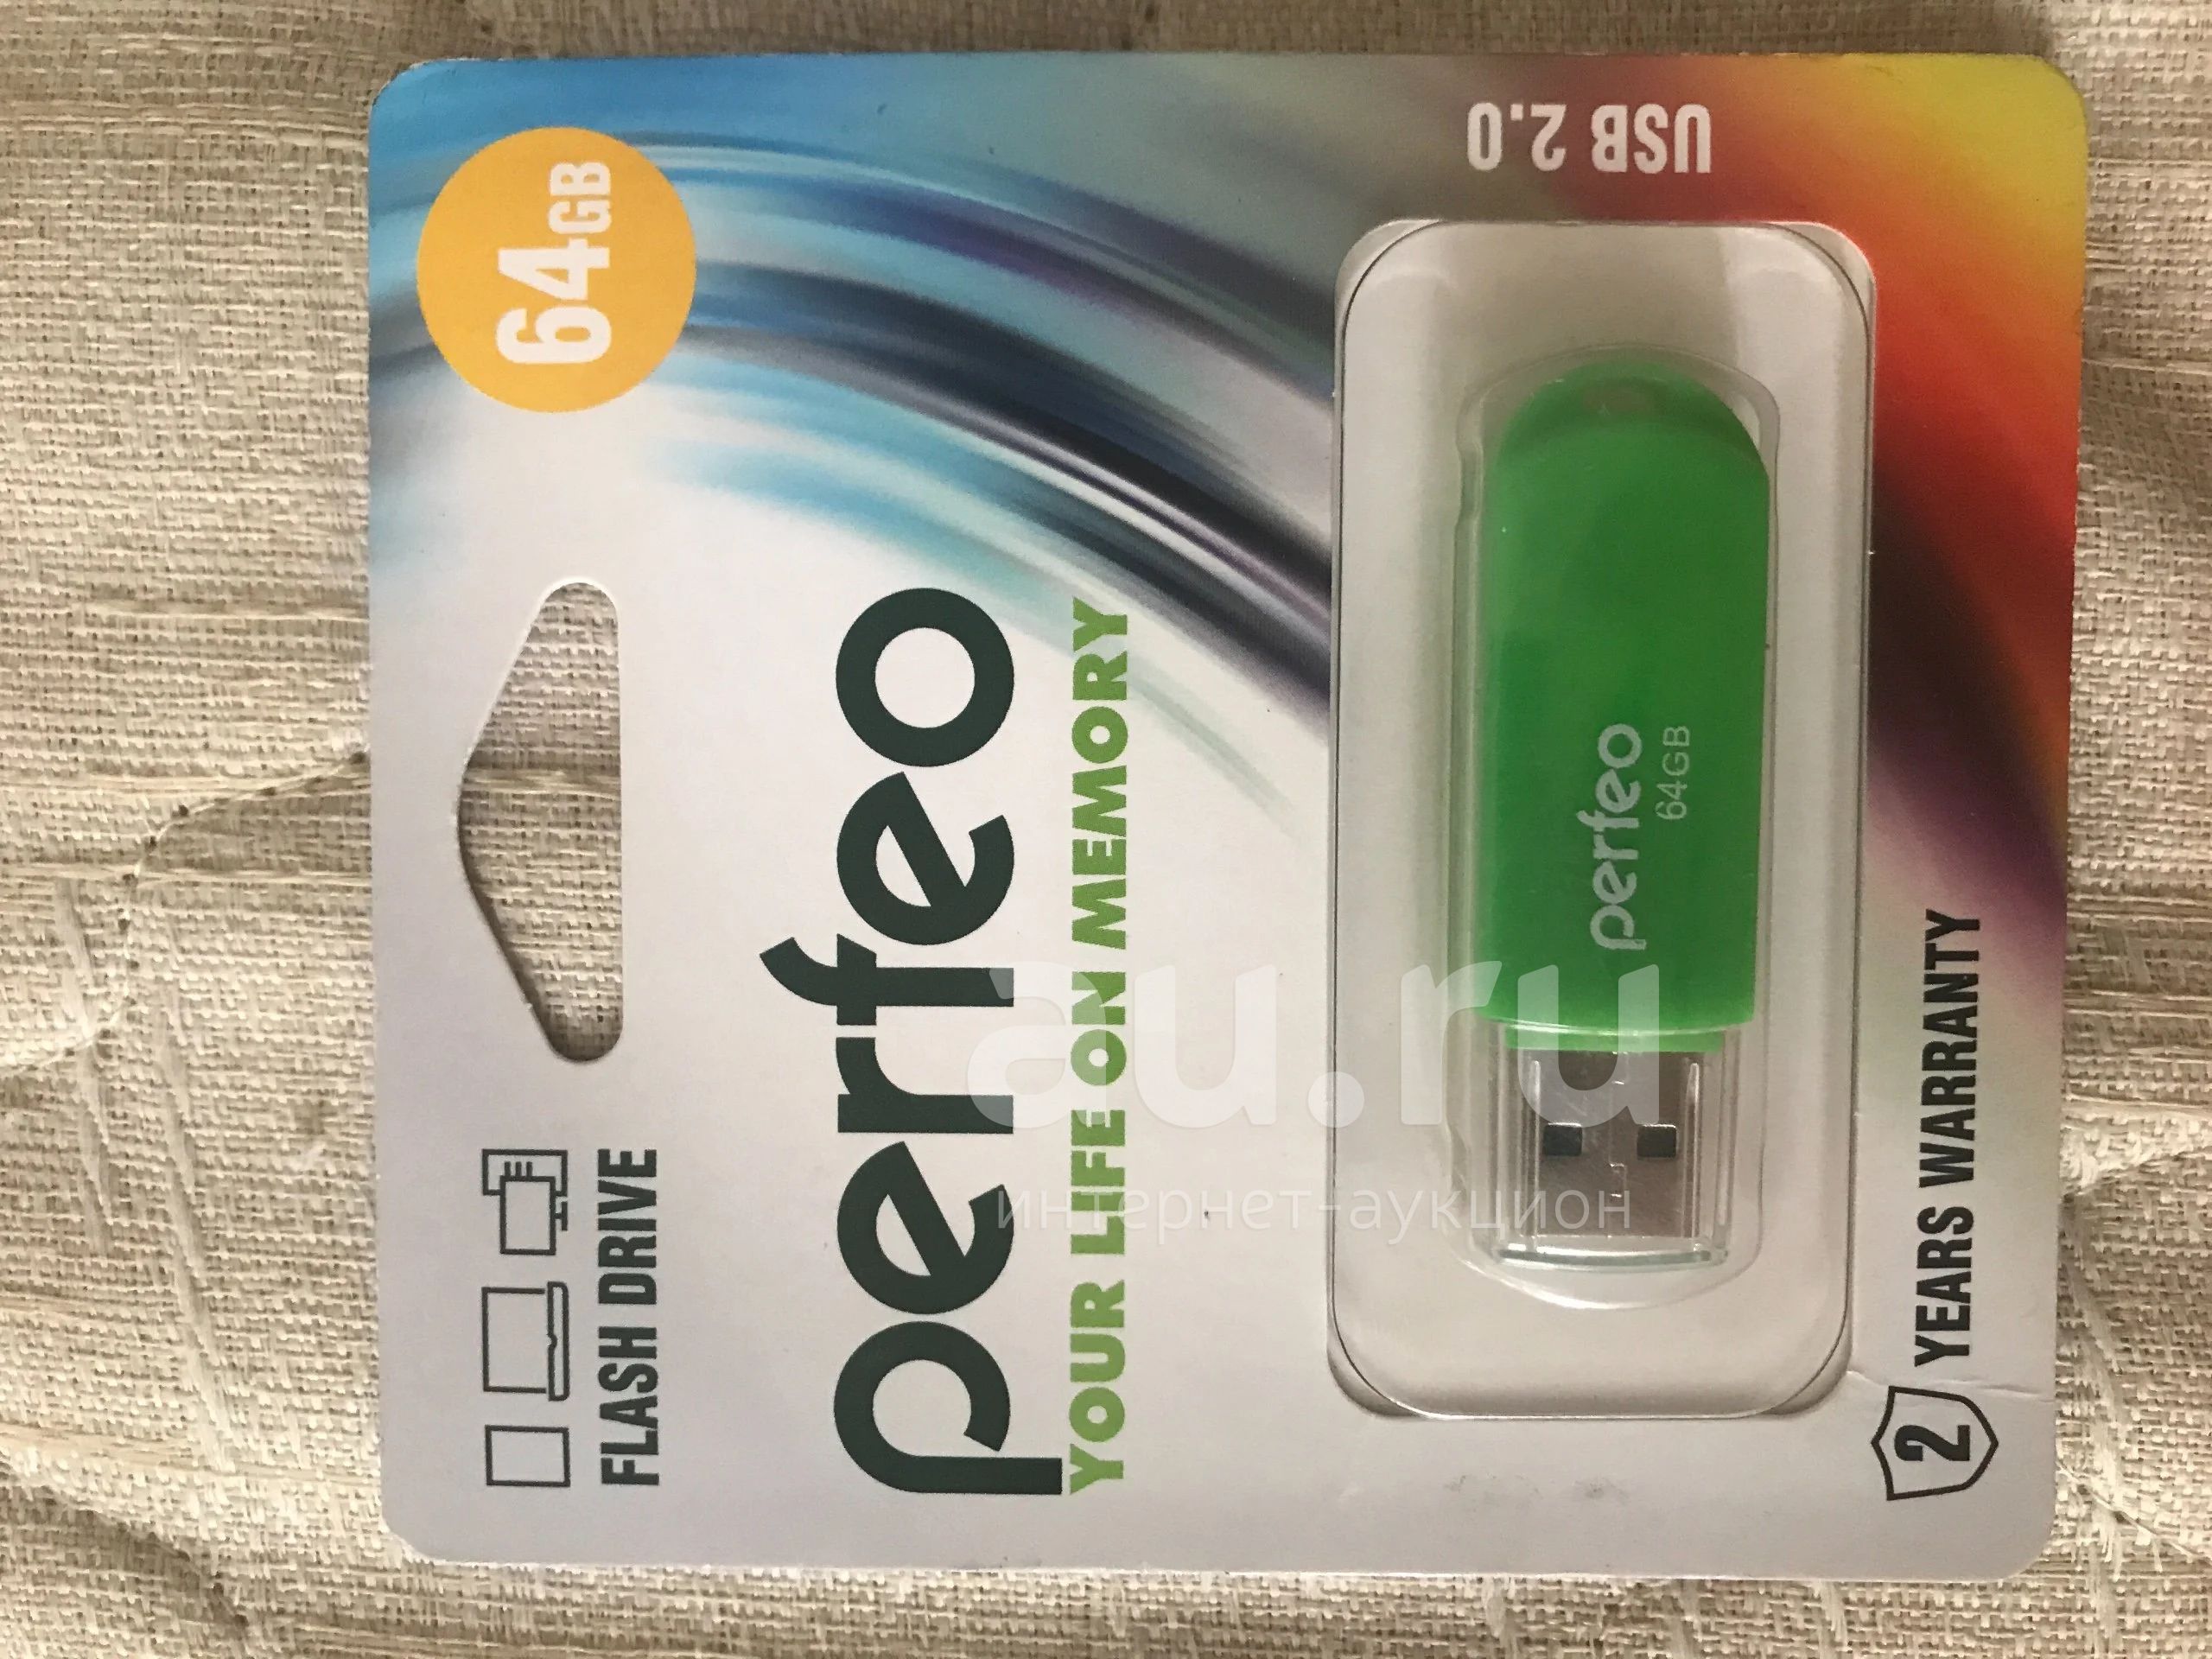 64GB
FLASH DRIVE
perfeo
YOUR LIFE ON MEMORY
USB 2.0
perfeo
64GB
2 YEARS WARRANTY
au.ru
интернет-аукцион